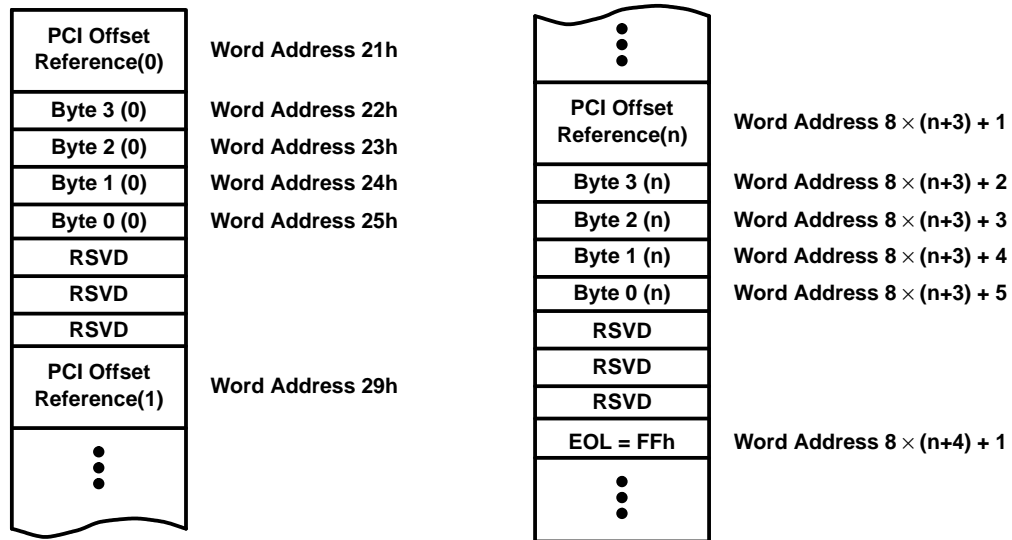 PCI Offset
Reference(0)
Word Address 21h
Byte 3 (0)
Word Address 22h
Byte 2 (0)
Word Address 23h
Byte 1 (0)
Word Address 24h
Byte 0 (0)
Word Address 25h
RSVD
RSVD
RSVD
PCI Offset
Reference(1)
Word Address 29h
PCI Offset
Reference(n)
Word Address 8 × (n+3) + 1
Byte 3 (n)
Word Address 8 × (n+3) + 2
Byte 2 (n)
Word Address 8 × (n+3) + 3
Byte 1 (n)
Word Address 8 × (n+3) + 4
Byte 0 (n)
Word Address 8 × (n+3) + 5
RSVD
RSVD
RSVD
EOL = FFh
Word Address 8 × (n+4) + 1